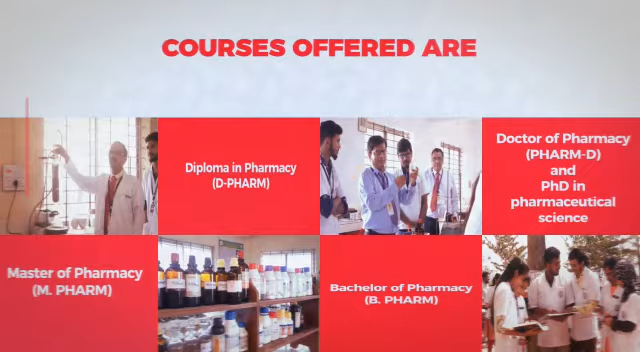 COURSES OFFERED ARE
Diploma in Pharmacy
(D-PHARM)
Doctor of Pharmacy
(PHARM-D)
and
PhD in
pharmaceutical
science
Master of Pharmacy
(M. PHARM)
Bachelor of Pharmacy
(B. PHARM)